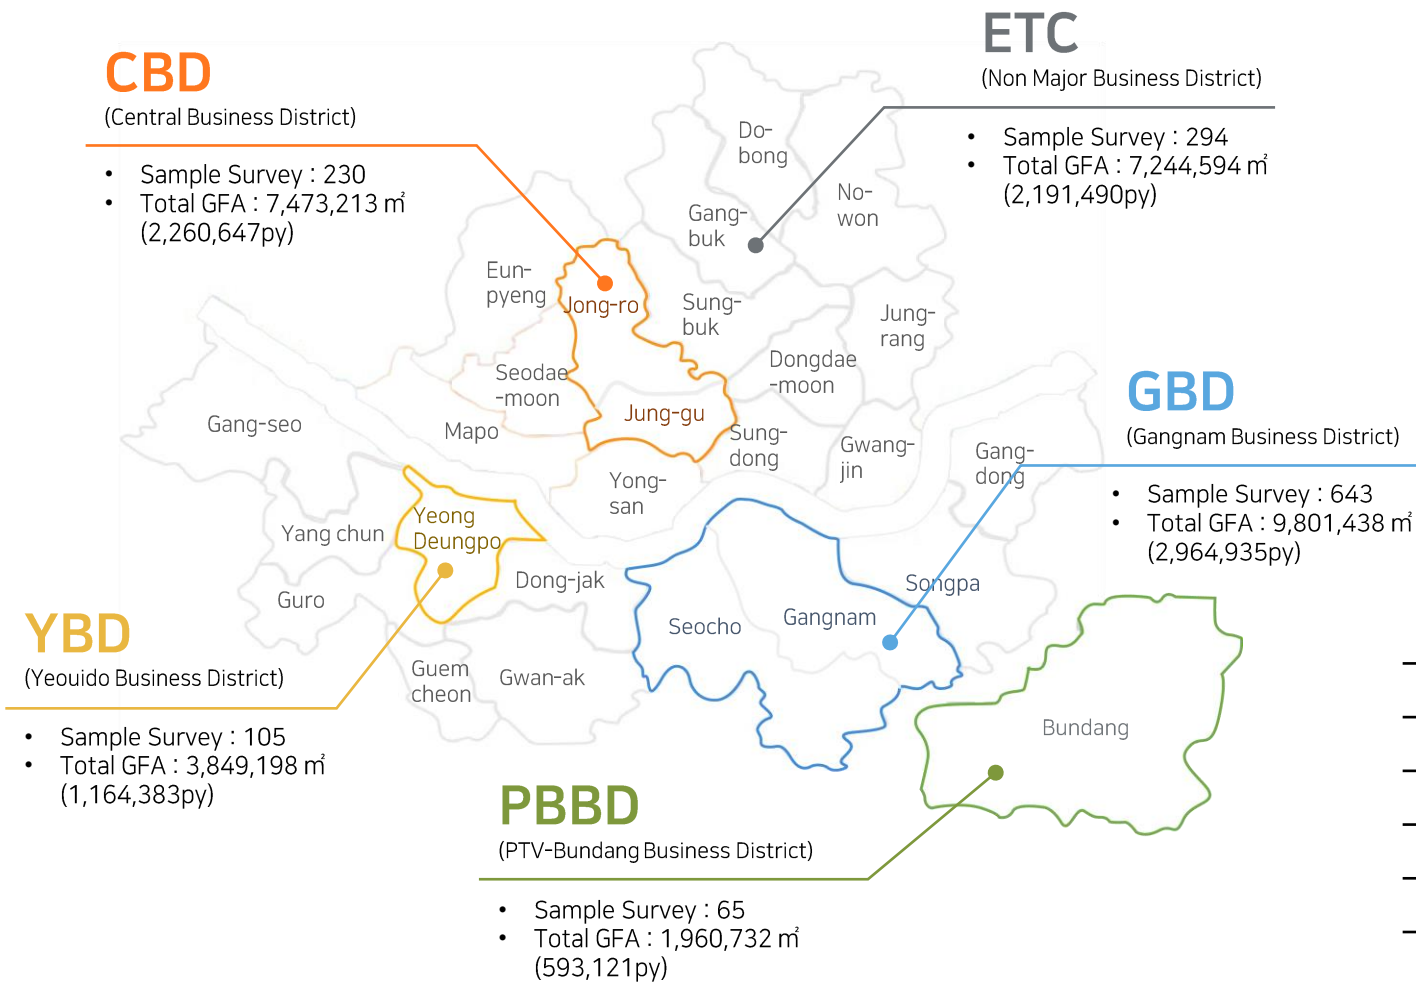 ETC
(Non Major Business District)
• Sample Survey : 294
• Total GFA : 7,244,594 ㎡
(2,191,490py)
CBD
(Central Business District)
• Sample Survey : 230
• Total GFA : 7,473,213 ㎡
(2,260,647py)
Do-
bong
No-
won
Gang-
buk
Eun-
pyeng
Jong-ro
Sung-
buk
Jung-
rang
Dongdae
-moon
Seodae
-moon
Jung-gu
Gang-seo
Mapo
Sung-
dong
Gwang-
jin
Gang-
dong
Yong-
san
GBD
(Gangnam Business District)
• Sample Survey : 643
• Total GFA : 9,801,438 ㎡
(2,964,935py)
Yang chun
Yeong
Deungpo
Dong-jak
Guro
Songpa
Gangnam
Seocho
Guem
cheon
Gwan-ak
YBD
(Yeouido Business District)
• Sample Survey : 105
• Total GFA : 3,849,198 ㎡
(1,164,383py)
Bundang
PBBD
(PTV-Bundang Business District)
• Sample Survey : 65
• Total GFA : 1,960,732 ㎡
(593,121py)